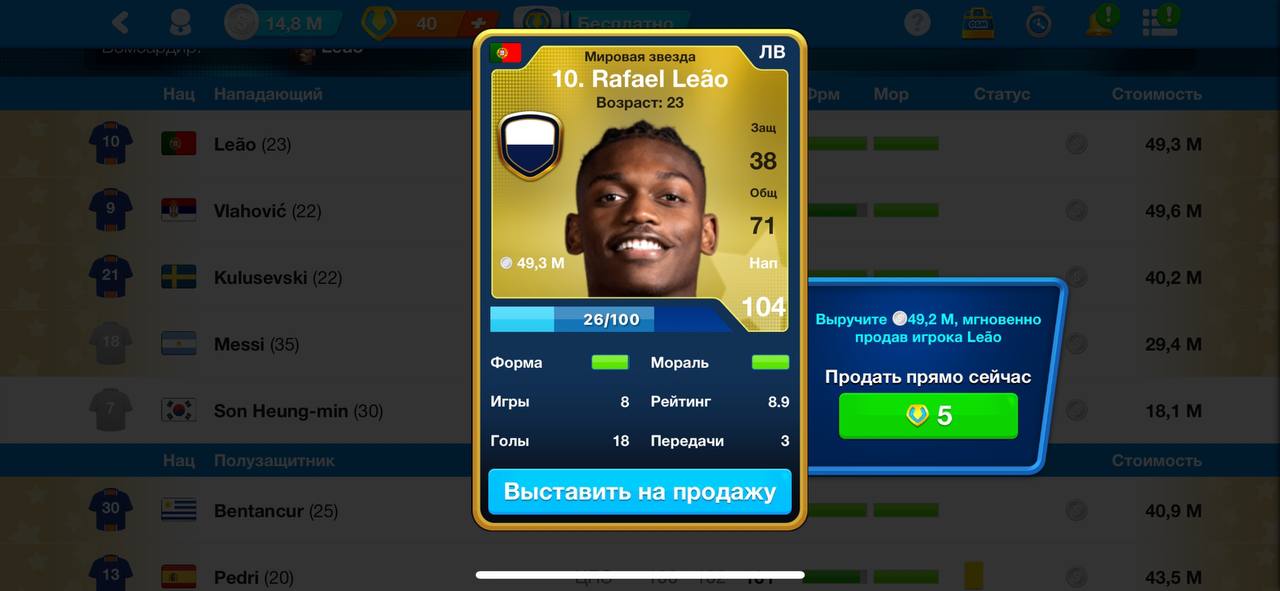 14,8 M
40
+
Бесплатно
?
OSM
!
!
Бомбардир:
Leão
Нац
Нападающий
Фрм
Мор
Статус
Стоимость
10
Leão (23)
49,3 M
9
Vlahović (22)
49,6 M
21
Kulusevski (22)
40,2 M
18
Messi (35)
29,4 M
7
Son Heung-min (30)
18,1 M
Нац
Полузащитник
Стоимость
30
Bentancur (25)
40,9 M
13
Pedri (20)
43,5 M
Мировая звезда
ЛВ
10. Rafael Leão
Возраст: 23
Защ
38
Общ
71
49,3 M
Нап
104
26/100
Форма
Мораль
Игры
8
Рейтинг
8.9
Голы
18
Передачи
3
Выставить на продажу
Выручите 49,2 M, мгновенно
продав игрока Leão
Продать прямо сейчас
5